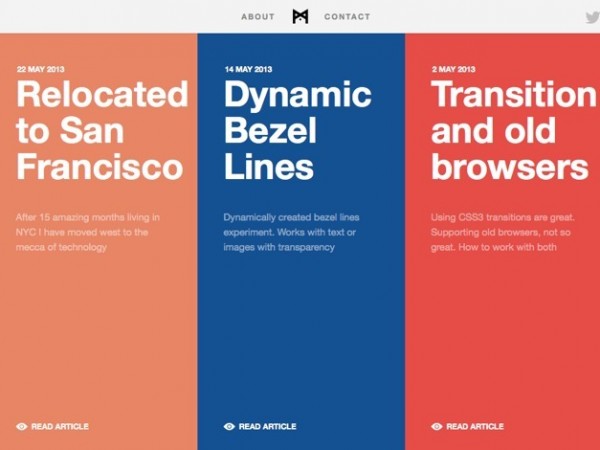 ABOUT
CONTACT
22 MAY 2013
Relocated
to San
Francisco
After 15 amazing months living in
NYC I have moved west to the
mecca of technology
READ ARTICLE
14 MAY 2013
Dynamic
Bezel
Lines
Dynamically created bezel lines
experiment. Works with text or
images with transparency
READ ARTICLE
2 MAY 2013
Transition
and old
browsers
Using CSS3 transitions are great.
Supporting old browsers, not so
great. How to work with both
READ ARTICLE